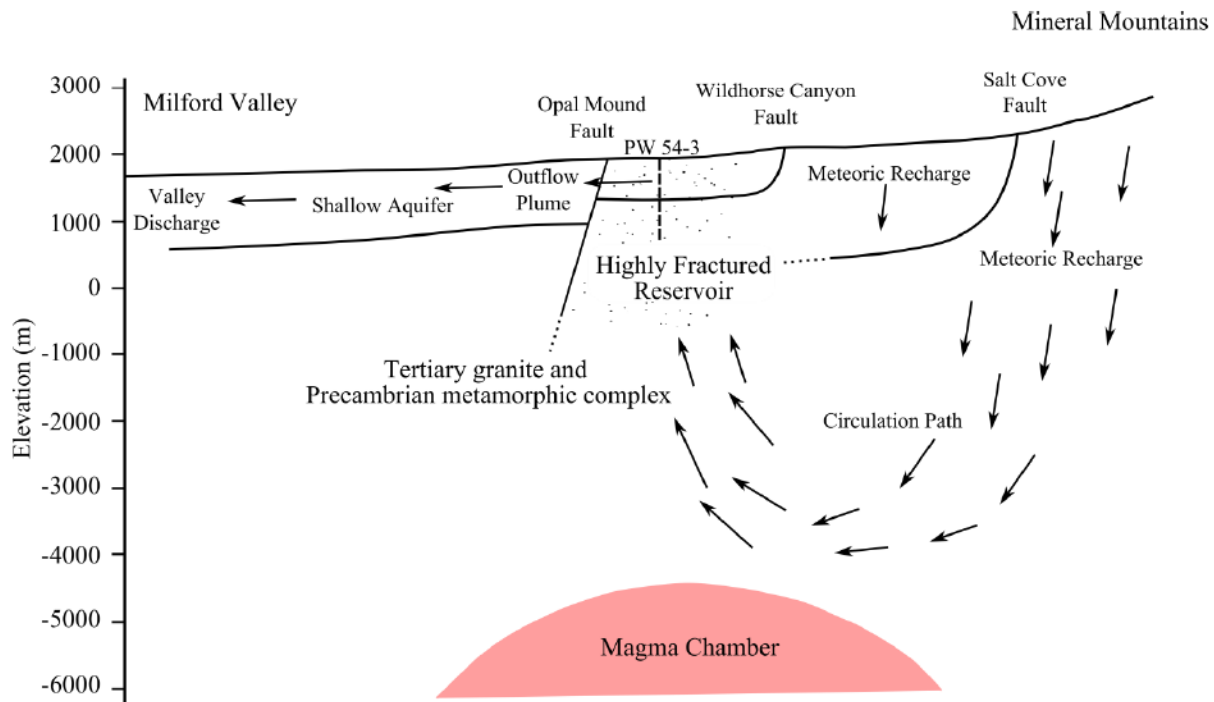 Mineral Mountains
3000
Milford Valley
Opal Mound
Fault
Wildhorse Canyon
Fault
Salt Cove
Fault
PW 54-3
2000
Valley
Discharge
Shallow Aquifer
Outflow
Plume
Meteoric Recharge
1000
Highly Fractured
Reservoir
Meteoric Recharge
0
-1000
Tertiary granite and
Precambrian metamorphic complex
Elevation (m)
-2000
Circulation Path
-3000
-4000
-5000
Magma Chamber
-6000